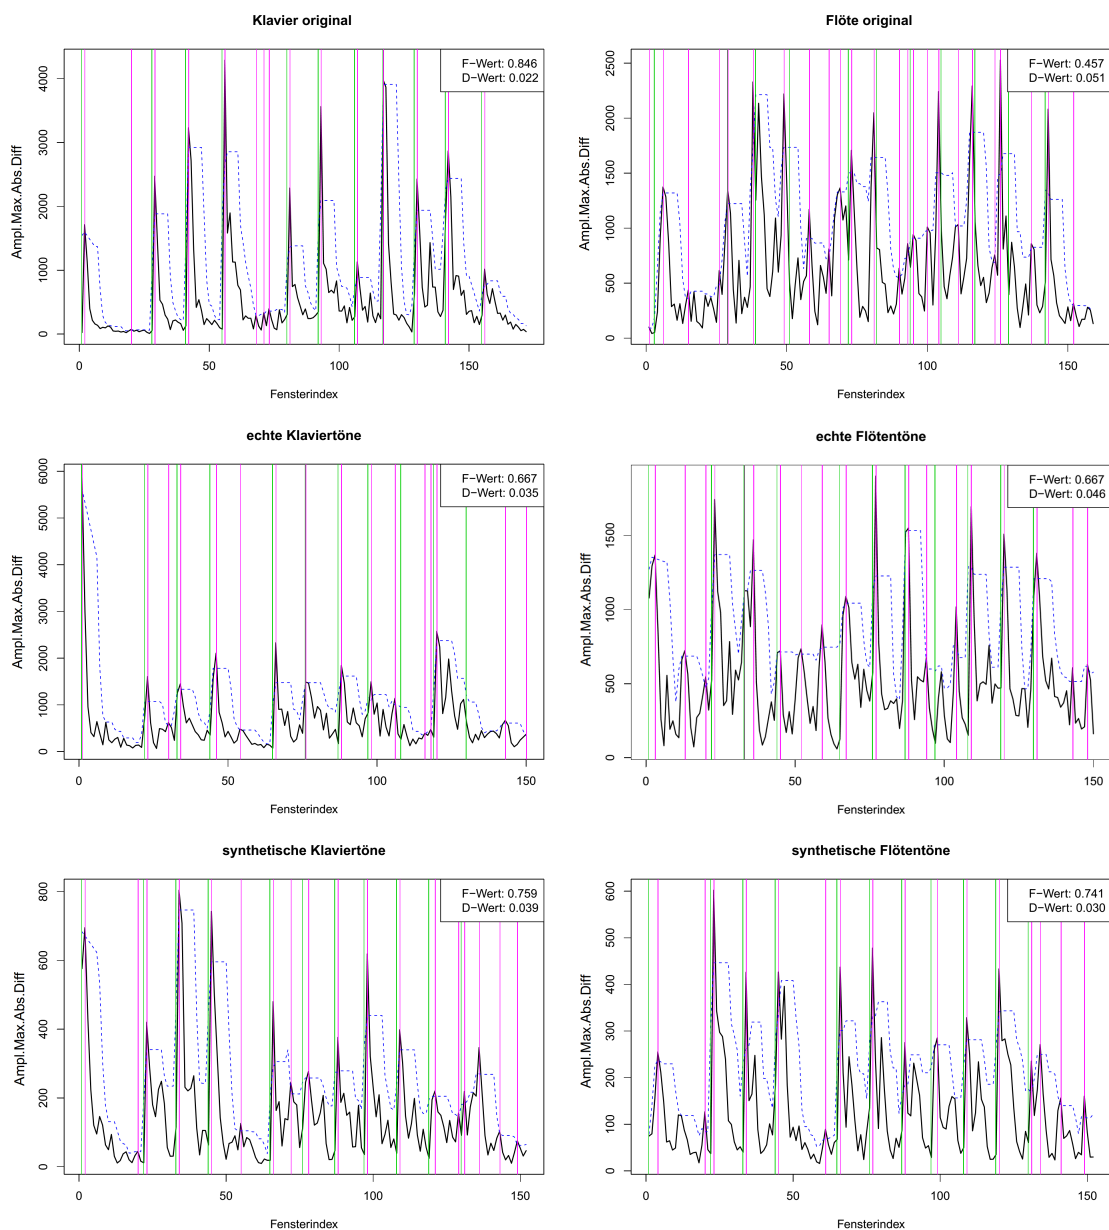 Klavier original
F−Wert: 0.846
D−Wert: 0.022
Ampl.Max.Abs.Diff
0 1000 2000 3000 4000
0 50 100 150
Fensterindex
Flöte original
F−Wert: 0.457
D−Wert: 0.051
Ampl.Max.Abs.Diff
0 500 1000 1500 2000 2500
0 50 100 150
Fensterindex
echte Klaviertöne
F−Wert: 0.667
D−Wert: 0.035
Ampl.Max.Abs.Diff
0 1000 2000 3000 4000 5000 6000
0 50 100 150
Fensterindex
echte Flötentöne
F−Wert: 0.667
D−Wert: 0.046
Ampl.Max.Abs.Diff
0 500 1000 1500
0 50 100 150
Fensterindex
synthetische Klaviertöne
F−Wert: 0.759
D−Wert: 0.039
Ampl.Max.Abs.Diff
0 200 400 600 800
0 50 100 150
Fensterindex
synthetische Flötentöne
F−Wert: 0.741
D−Wert: 0.030
Ampl.Max.Abs.Diff
0 100 200 300 400 500 600
0 50 100 150
Fensterindex